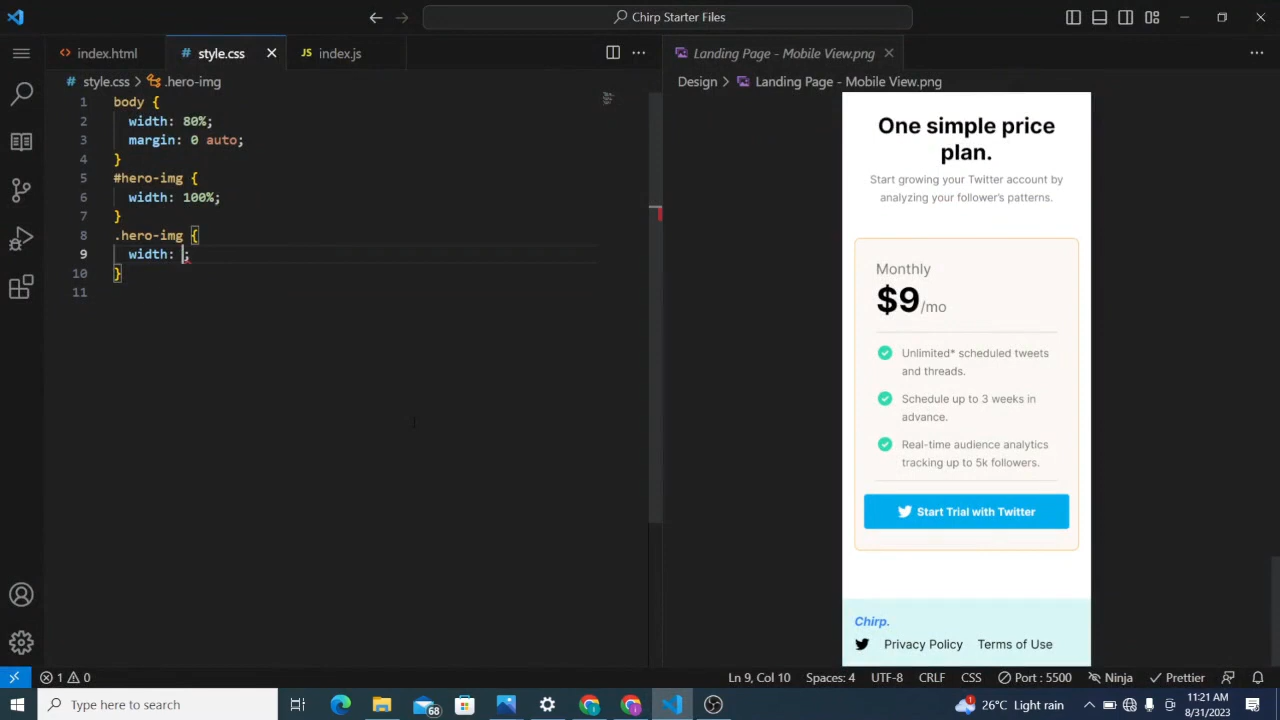 Chirp Starter Files
index.html
# style.css
JS index.js
Landing Page - Mobile View.png
# style.css > .hero-img
Design > Landing Page - Mobile View.png
1 body {
2 width: 80%;
3 margin: 0 auto;
4 }
5 #hero-img {
6 width: 100%;
7 }
8 .hero-img {
9 width: ;
10 }
11
One simple price
plan.
Start growing your Twitter account by
analyzing your follower's patterns.
Monthly
$9/mo
Unlimited* scheduled tweets
and threads.
Schedule up to 3 weeks in
advance.
Real-time audience analytics
tracking up to 5k followers.
Start Trial with Twitter
Chirp.
Privacy Policy Terms of Use
1 0 Ln 9, Col 10 Spaces: 4 UTF-8 CRLF CSS Port : 5500 Ninja Prettier
Type here to search
68
1
26°C Light rain
11:21 AM
8/31/2023